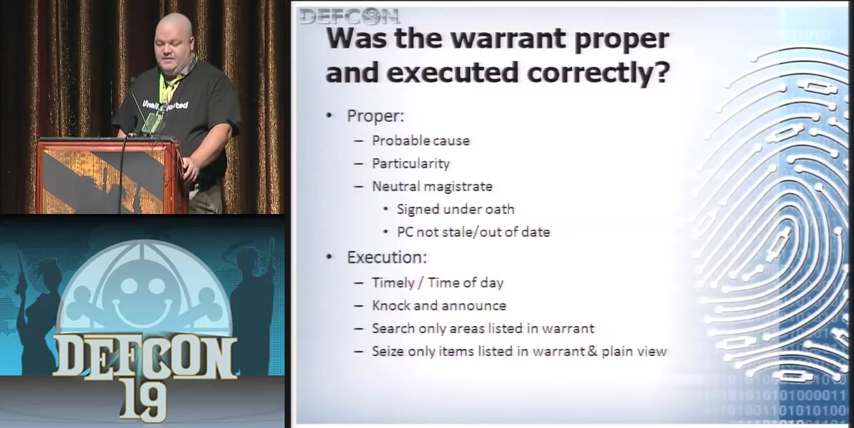 DEFCON
Was the warrant proper
and executed correctly?
• Proper:
– Probable cause
– Particularity
– Neutral magistrate
• Signed under oath
• PC not stale/out of date
• Execution:
– Timely / Time of day
– Knock and announce
– Search only areas listed in warrant
– Seize only items listed in warrant & plain view
DEFCON
19